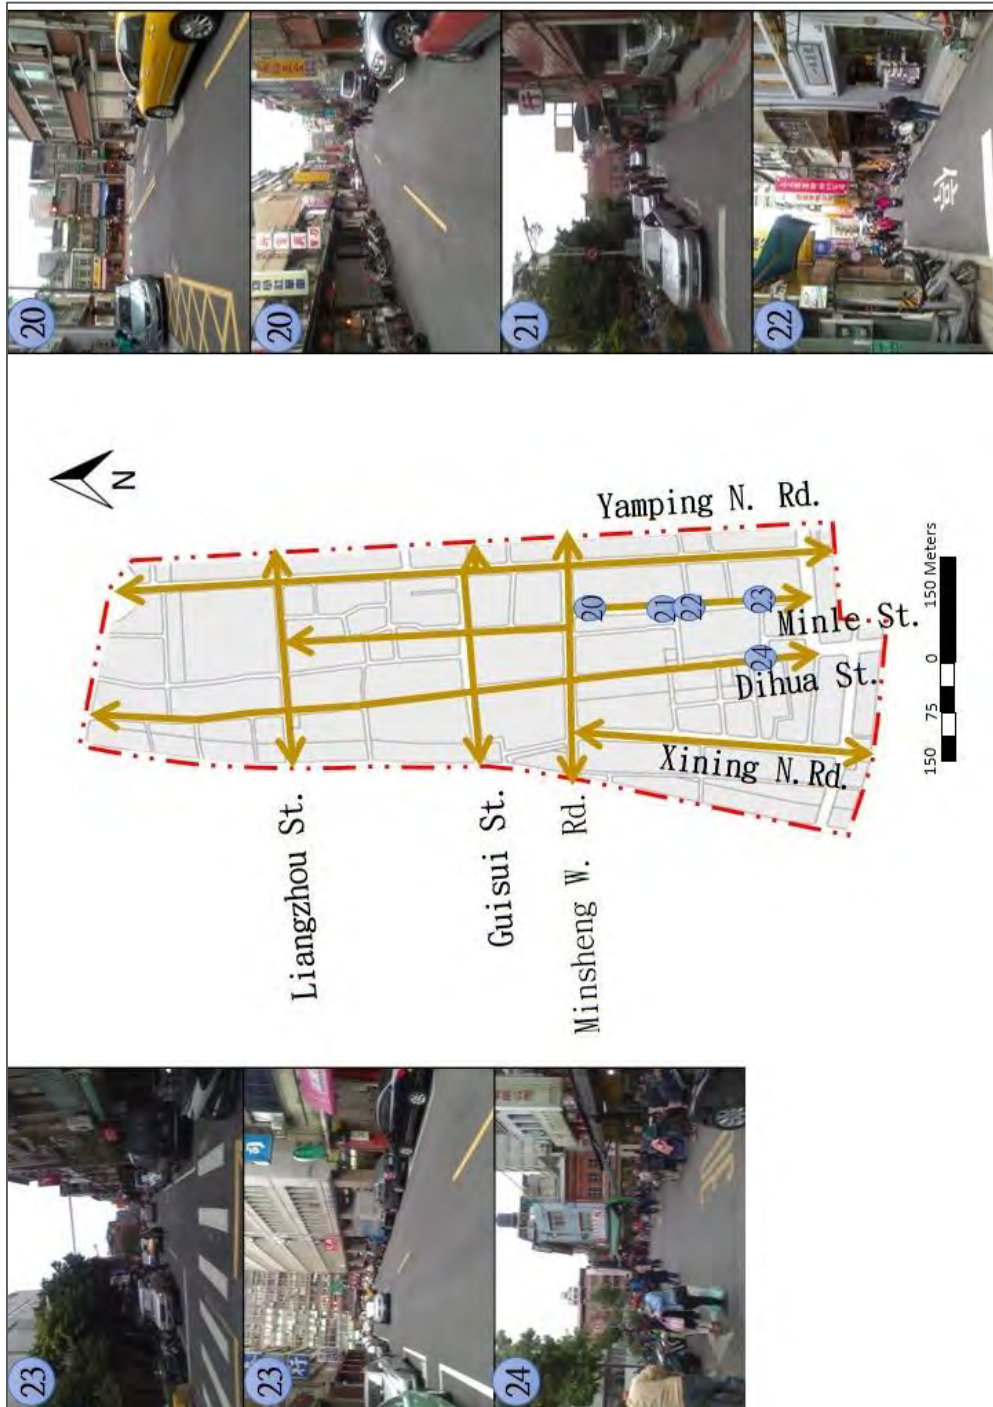 20
20
21
22
N
Yamping N. Rd.
20
21
22
23
24
Minle St.
Dihua St.
Xining N.Rd.
Liangzhou St.
Guisui St.
Minsheng W. Rd.
150 75 0 150 Meters
停
23
23
24